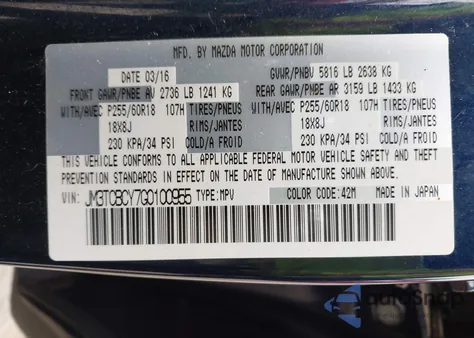 MFD. BY MAZDA MOTOR CORPORATION
DATE 03/16 GVWR/PNBV 5816 LB 2638 KG
FRONT GAWR/PNBE AV 2736 LB 1241 KG REAR GAWR/PNBE AR 3159 LB 1433 KG
WITH/AVEC P255/60R18 107H TIRES/PNEUS WITH/AVEC P255/60R18 107H TIRES/PNEUS
18X8J RIMS/JANTES 18X8J RIMS/JANTES
230 KPA/34 PSI COLD/A FROID 230 KPA/34 PSI COLD/A FROID
THIS VEHICLE CONFORMS TO ALL APPLICABLE FEDERAL MOTOR VEHICLE SAFETY AND THEFT
PREVENTION STANDARDS IN EFFECT ON THE DATE OF MANUFACTURE SHOWN ABOVE.
VIN: JM3TCBCY7G0100955 TYPE:MPV COLOR CODE:42M MADE IN JAPAN
AutoSnap